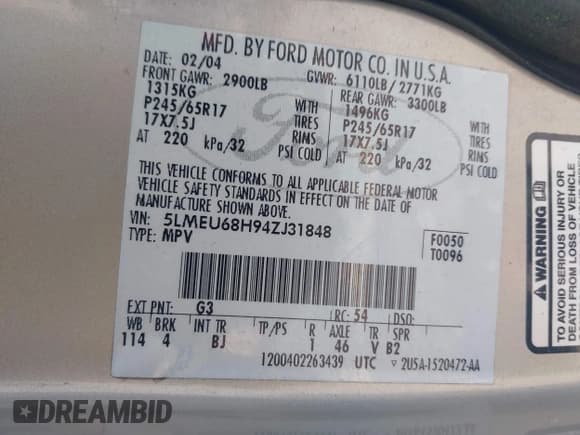 MFD. BY FORD MOTOR CO. IN U.S.A.
DATE: 02/04 GVWR: 6110LB / 2771KG
FRONT GAWR: 2900LB REAR GAWR: 3300LB
1315KG WITH 1496KG WITH
P245/65R17 TIRES P245/65R17 TIRES
17X7.5J RIMS 17X7.5J RIMS
AT 220 kPa/32 PSI COLD AT 220 kPa/32 PSI COLD
Ford
THIS VEHICLE CONFORMS TO ALL APPLICABLE FEDERAL MOTOR
VEHICLE SAFETY STANDARDS IN EFFECT ON THE DATE OF
MANUFACTURE SHOWN ABOVE.
VIN: 5LMEU68H94ZJ31848
TYPE: MPV
F0050
T0096
EXT PNT: G3 RC: 54 DSO:
WB BRK INT TR TP/PS R AXLE TR SPR
114 4 BJ 1 46 V B2
1200402263439 UTC 2U5A-1520472-AA
WARNING
TO AVOID SERIOUS INJURY OR
DEATH FROM LOSS OF VEHICLE
DREAMBID